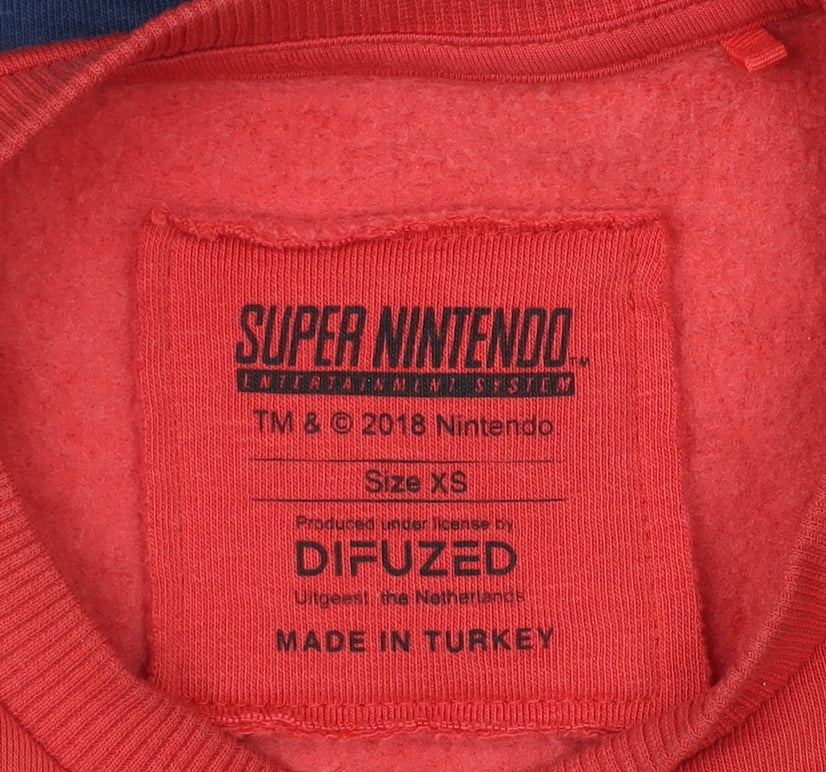 SUPER NINTENDO™
ENTERTAINMENT SYSTEM
TM & © 2018 Nintendo
Size XS
Produced under license by
DIFUZED
Uitgeest, the Netherlands
MADE IN TURKEY